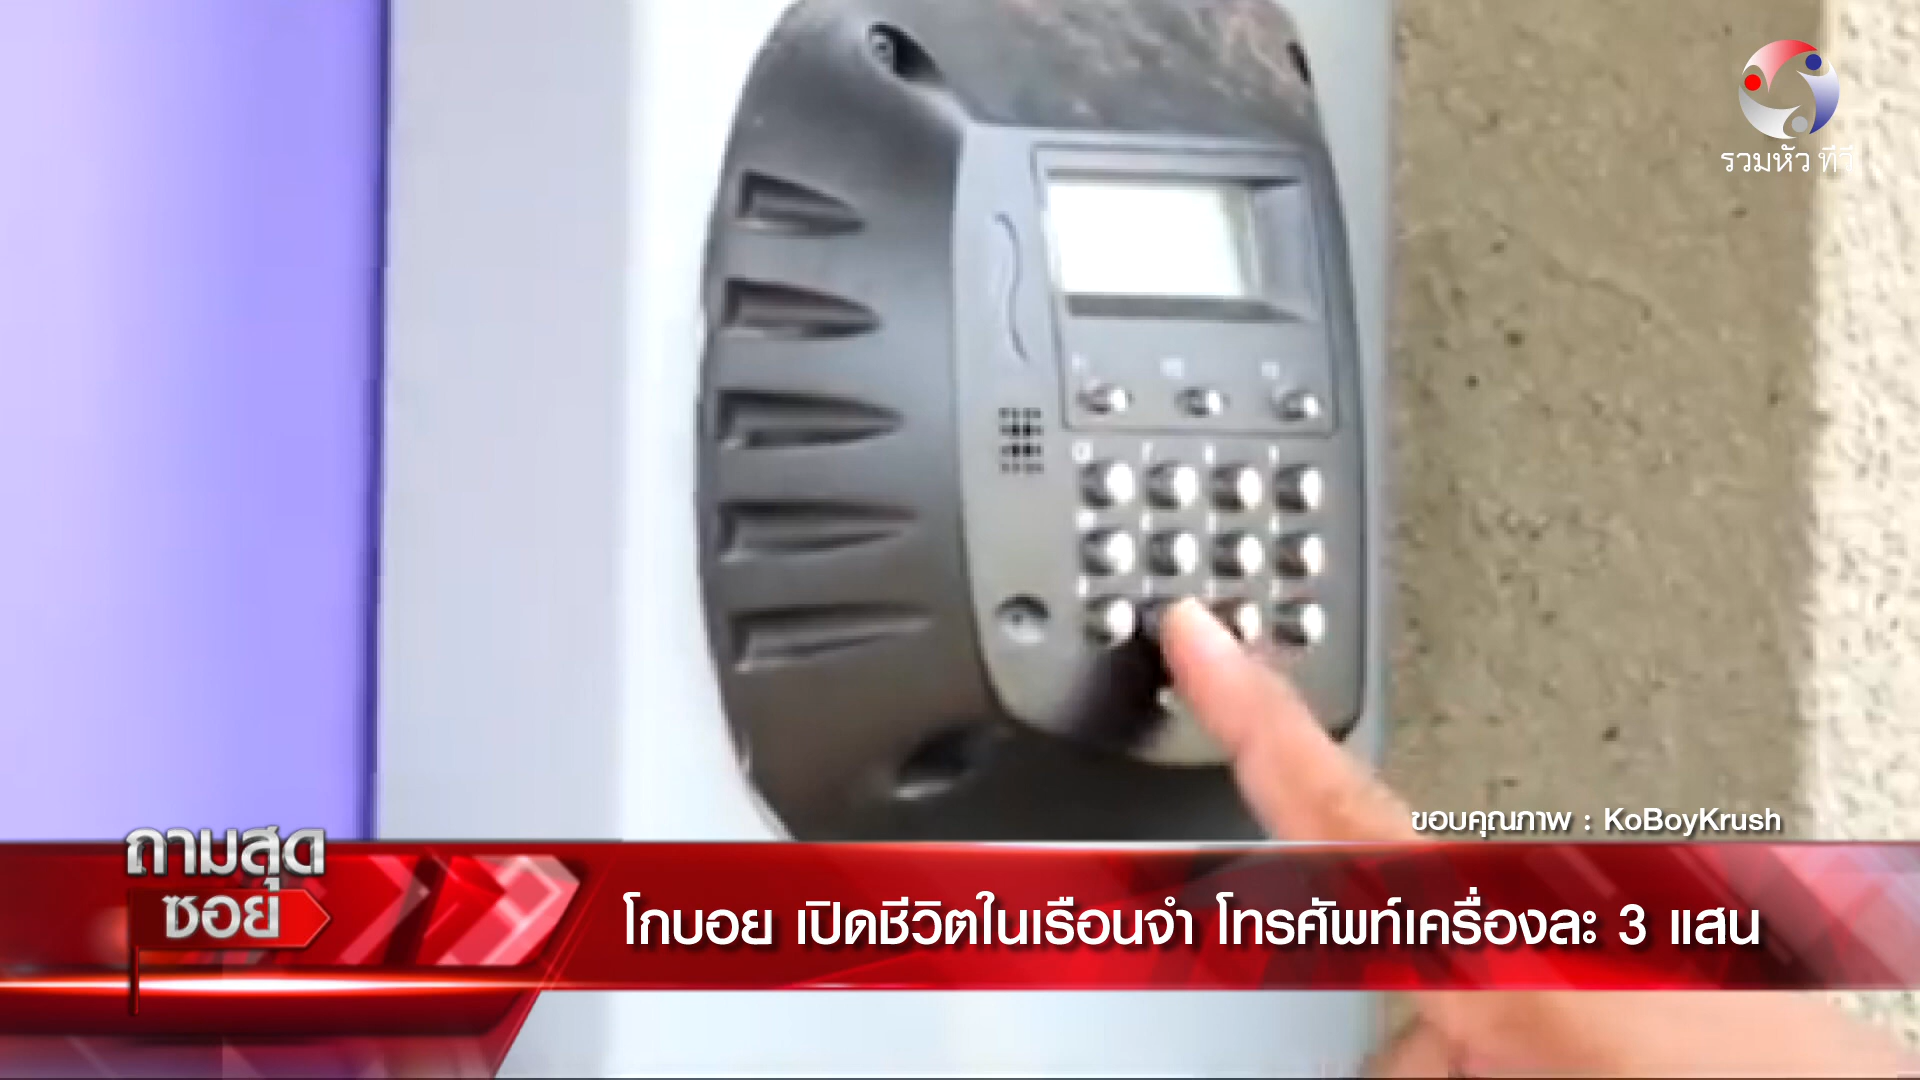 รวมหัว ทีวี
ขอบคุณภาพ : KoBoyKrush
ถามสุด
ซอย
โกบอย เปิดชีวิตในเรือนจำ โทรศัพท์เครื่องละ 3 แสน